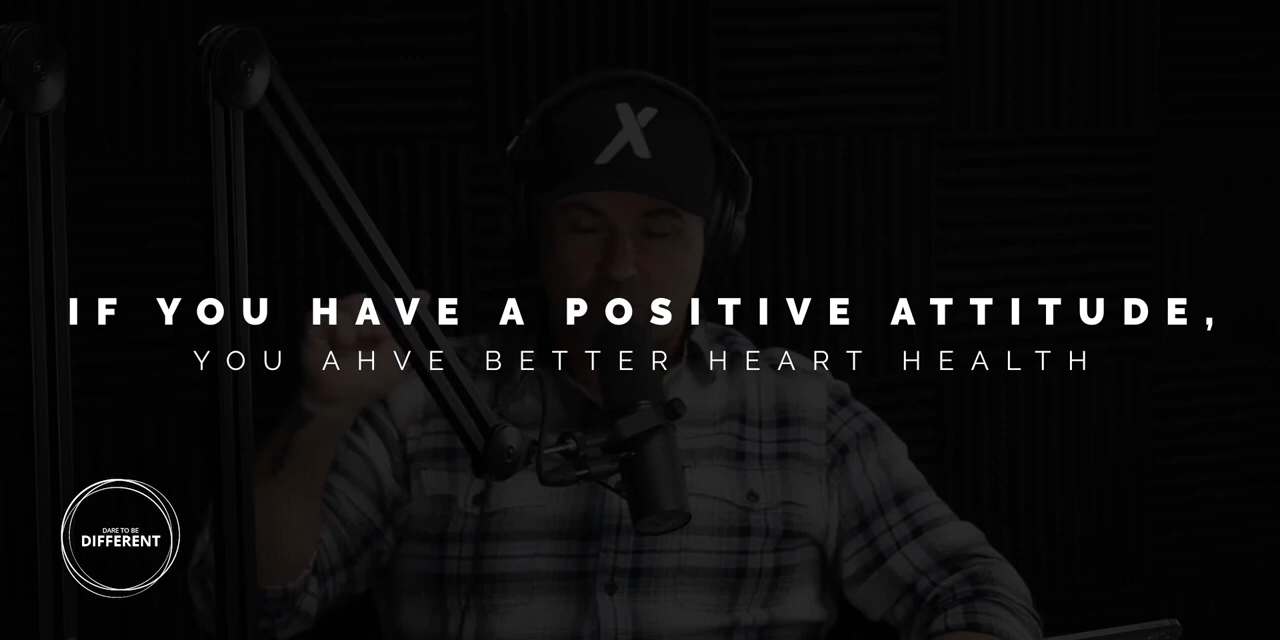 X
IF YOU HAVE A POSITIVE ATTITUDE,
YOU AHVE BETTER HEART HEALTH
DARE TO BE
DIFFERENT